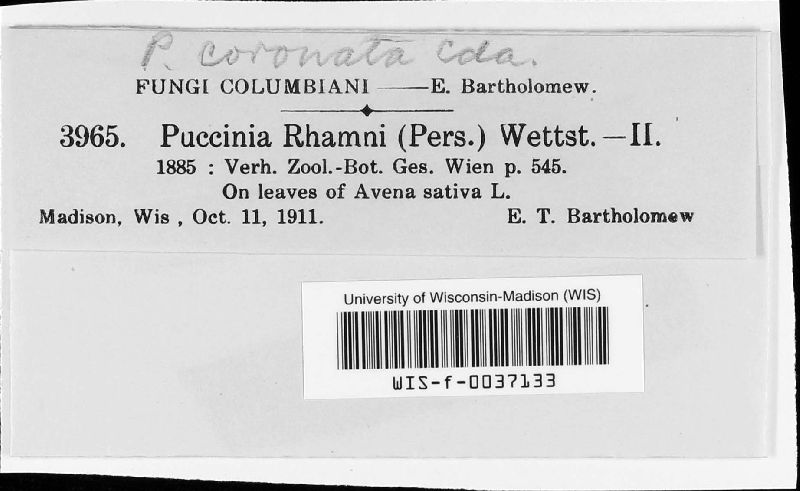 P. coronata Cda.
FUNGI COLUMBIANI — E. Bartholomew.
3965. Puccinia Rhamni (Pers.) Wettst. — II.
1885 : Verh. Zool.-Bot. Ges. Wien p. 545.
On leaves of Avena sativa L.
Madison, Wis , Oct. 11, 1911. E. T. Bartholomew
University of Wisconsin-Madison (WIS)
WIS-f-0037133